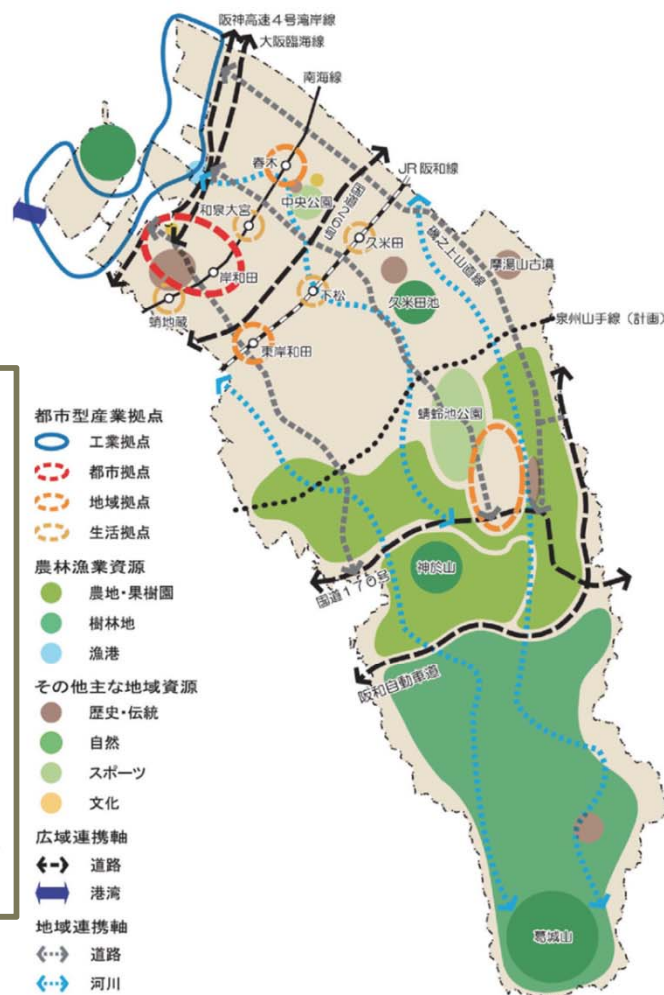 阪神高速4号湾岸線
大阪臨海線
南海線
春木
JR阪和線
和泉大宮
中央公園
国道26号
久米田
磯之上山直線
摩湯山古墳
岸和田
下松
久米田池
蛸地蔵
東岸和田
泉州山手線（計画）
蜻蛉池公園
国道170号
神於山
阪和自動車道
葛城山
都市型産業拠点
工業拠点
都市拠点
地域拠点
生活拠点
農林漁業資源
農地・果樹園
樹林地
漁港
その他主な地域資源
歴史・伝統
自然
スポーツ
文化
広域連携軸
道路
港湾
地域連携軸
道路
河川